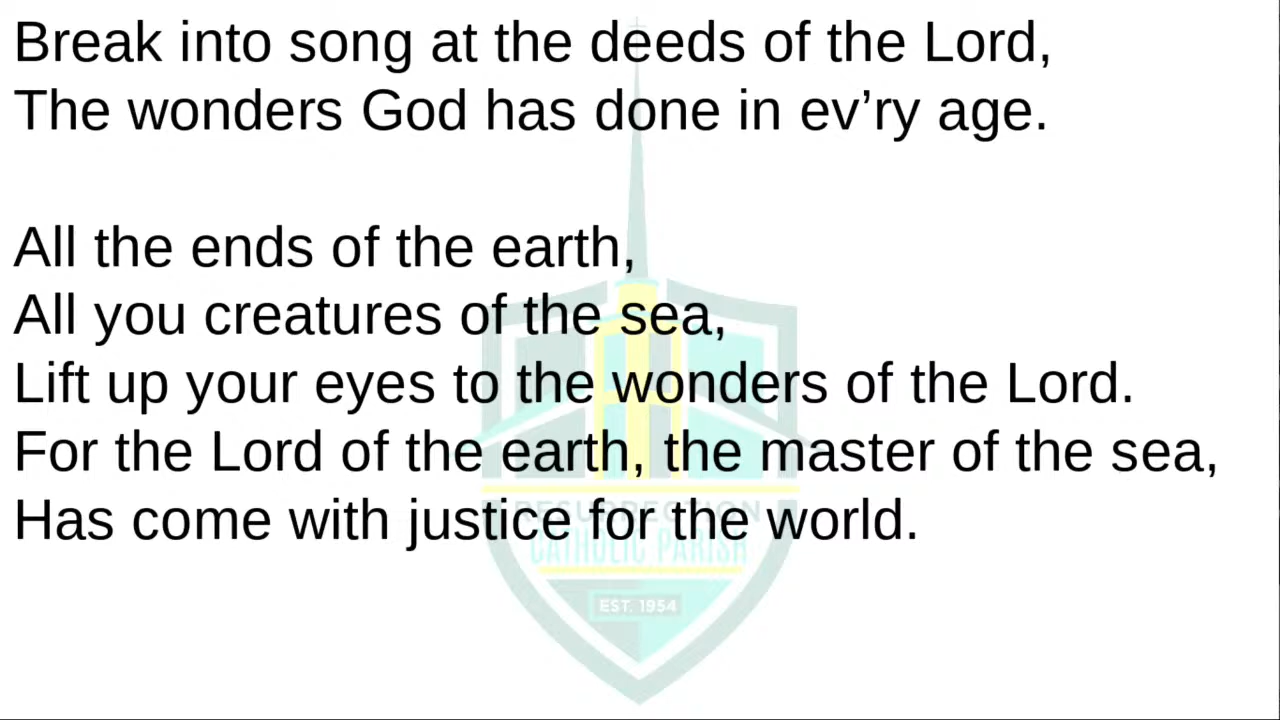 Break into song at the deeds of the Lord,
The wonders God has done in ev’ry age.
All the ends of the earth,
All you creatures of the sea,
Lift up your eyes to the wonders of the Lord.
For the Lord of the earth, the master of the sea,
Has come with justice for the world.
RESURRECTION
CATHOLIC PARISH
EST. 1954